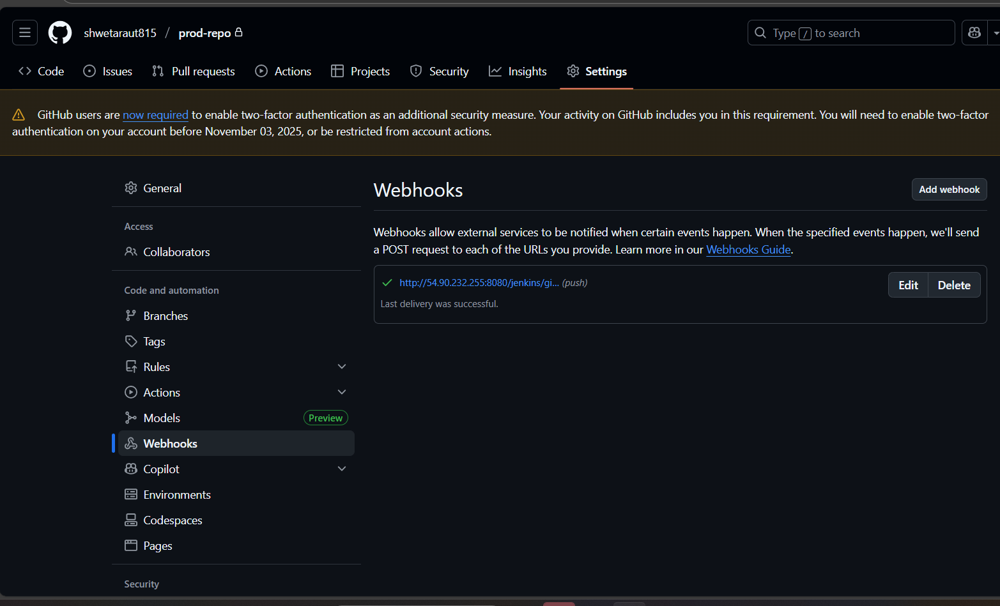 shwetaraut815 / prod-repo
Type / to search
Code Issues Pull requests Actions Projects Security Insights Settings
GitHub users are now required to enable two-factor authentication as an additional security measure. Your activity on GitHub includes you in this requirement. You will need to enable two-factor
authentication on your account before November 03, 2025, or be restricted from account actions.
General
Access
Collaborators
Code and automation
Branches
Tags
Rules
Actions
Models Preview
Webhooks
Copilot
Environments
Codespaces
Pages
Security
Webhooks
Add webhook
Webhooks allow external services to be notified when certain events happen. When the specified events happen, we'll send
a POST request to each of the URLs you provide. Learn more in our Webhooks Guide.
http://54.90.232.255:8080/jenkins/gi... (push)
Edit Delete
Last delivery was successful.